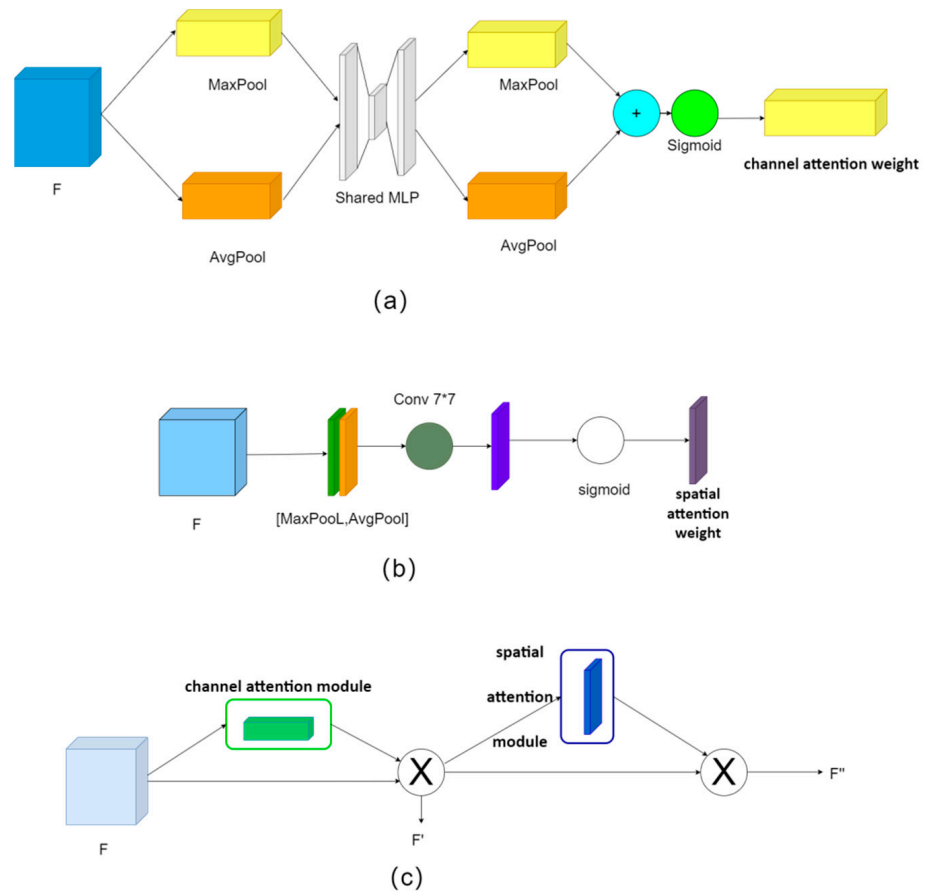 MaxPool
MaxPool
+
Sigmoid
channel attention weight
F
Shared MLP
AvgPool
AvgPool
(a)
Conv 7*7
F
[MaxPooL,AvgPool]
sigmoid
spatial
attention
weight
(b)
spatial
channel attention module
attention
module
X
X
F"
F
F'
(c)